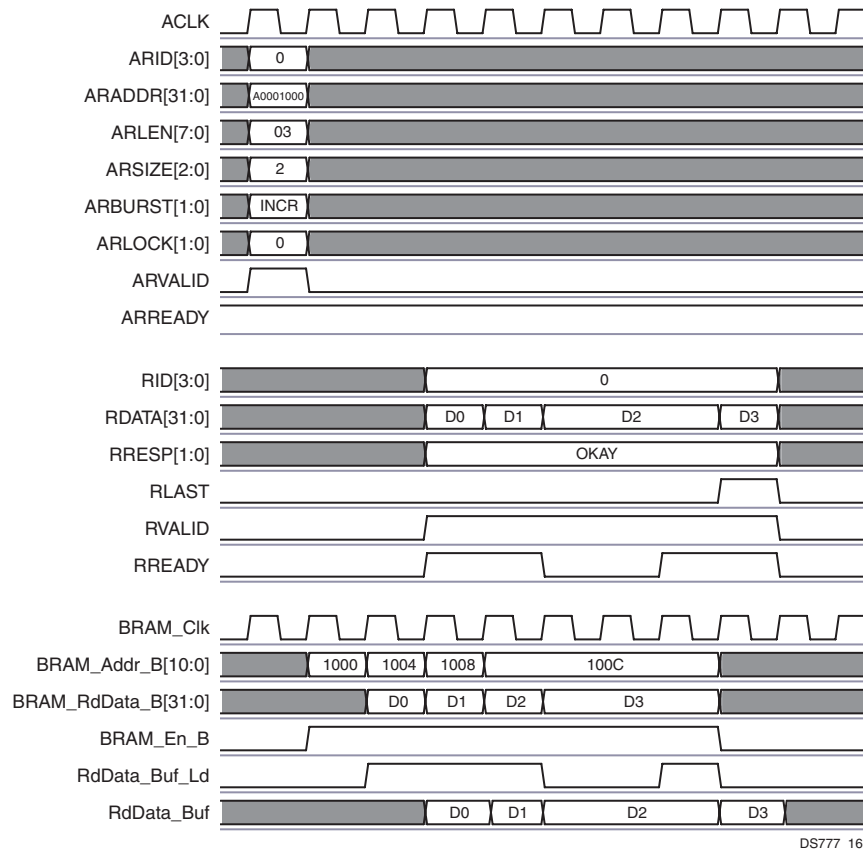 ACLK
ARID[3:0] 0
ARADDR[31:0] A0001000
ARLEN[7:0] 03
ARSIZE[2:0] 2
ARBURST[1:0] INCR
ARLOCK[1:0] 0
ARVALID
ARREADY
RID[3:0] 0
RDATA[31:0] D0 D1 D2 D3
RRESP[1:0] OKAY
RLAST
RVALID
RREADY
BRAM_Clk
BRAM_Addr_B[10:0] 1000 1004 1008 100C
BRAM_RdData_B[31:0] D0 D1 D2 D3
BRAM_En_B
RdData_Buf_Ld
RdData_Buf D0 D1 D2 D3
DS777_16